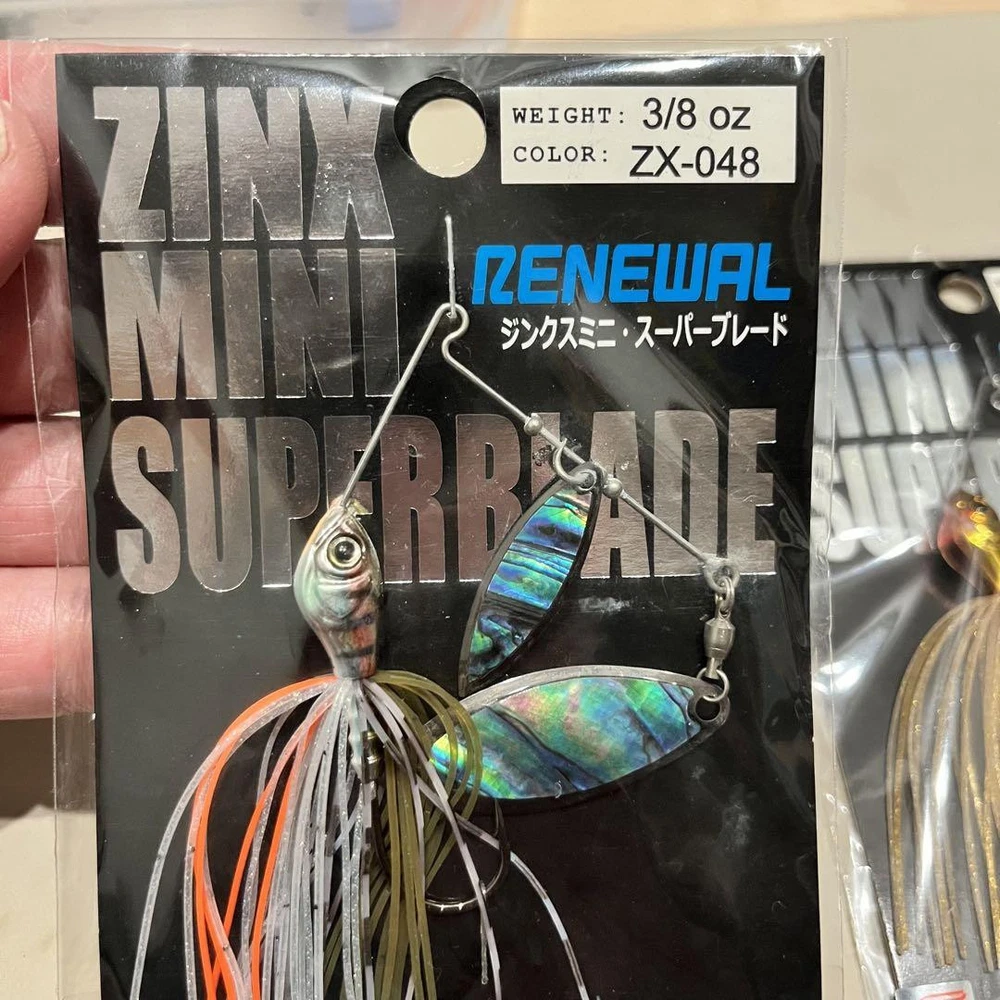 ZINX
MINI
SUPERBLADE
WEIGHT: 3/8 oz
COLOR: ZX-048
RENEWAL
ジンクスミニ・スーパーブレード